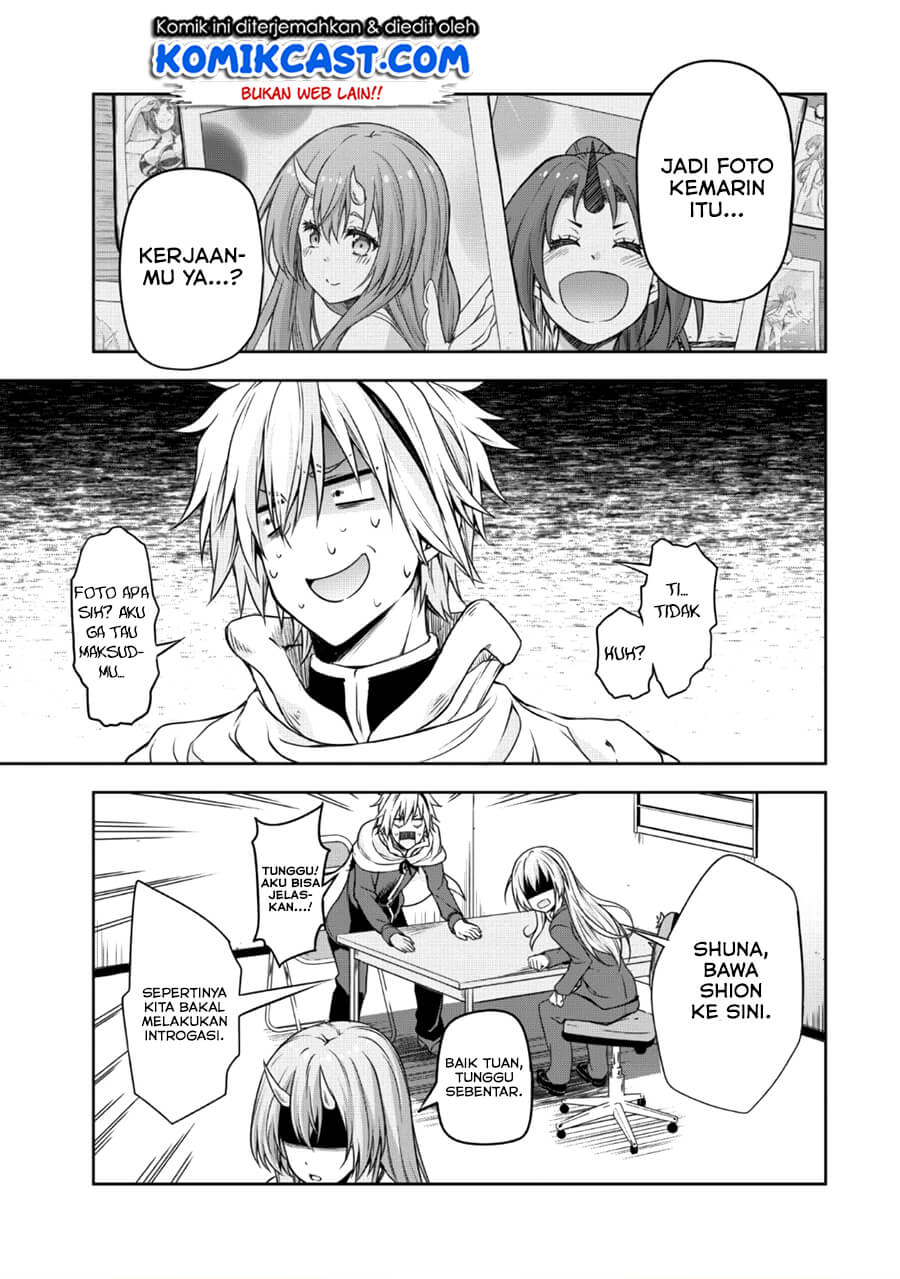 Komik ini diterjemahkan & diedit oleh
KOMIKCAST.COM
BUKAN WEB LAIN!!
JADI FOTO
KEMARIN
ITU...
KERJAAN-
MU YA...?
TI...
TIDAK
HUH?
FOTO APA
SIH? AKU
GA TAU
MAKSUD-
MU...
TUNGGU!
AKU BISA
JELAS-
KAN...!
SHUNA,
BAWA
SHION
KE SINI.
SEPERTINYA
KITA BAKAL
MELAKUKAN
INTROGASI.
BAIK TUAN,
TUNGGU
SEBENTAR.